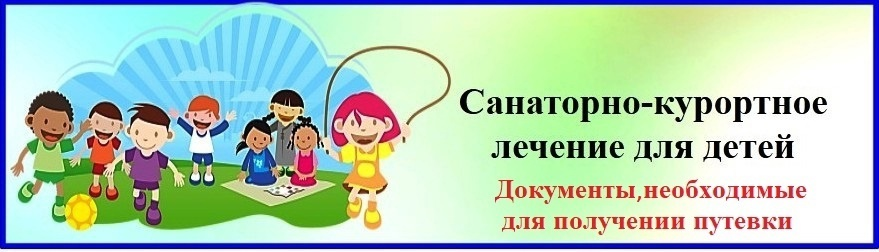 Санаторно-курортное
лечение для детей
Документы,необходимые
для получении путевки